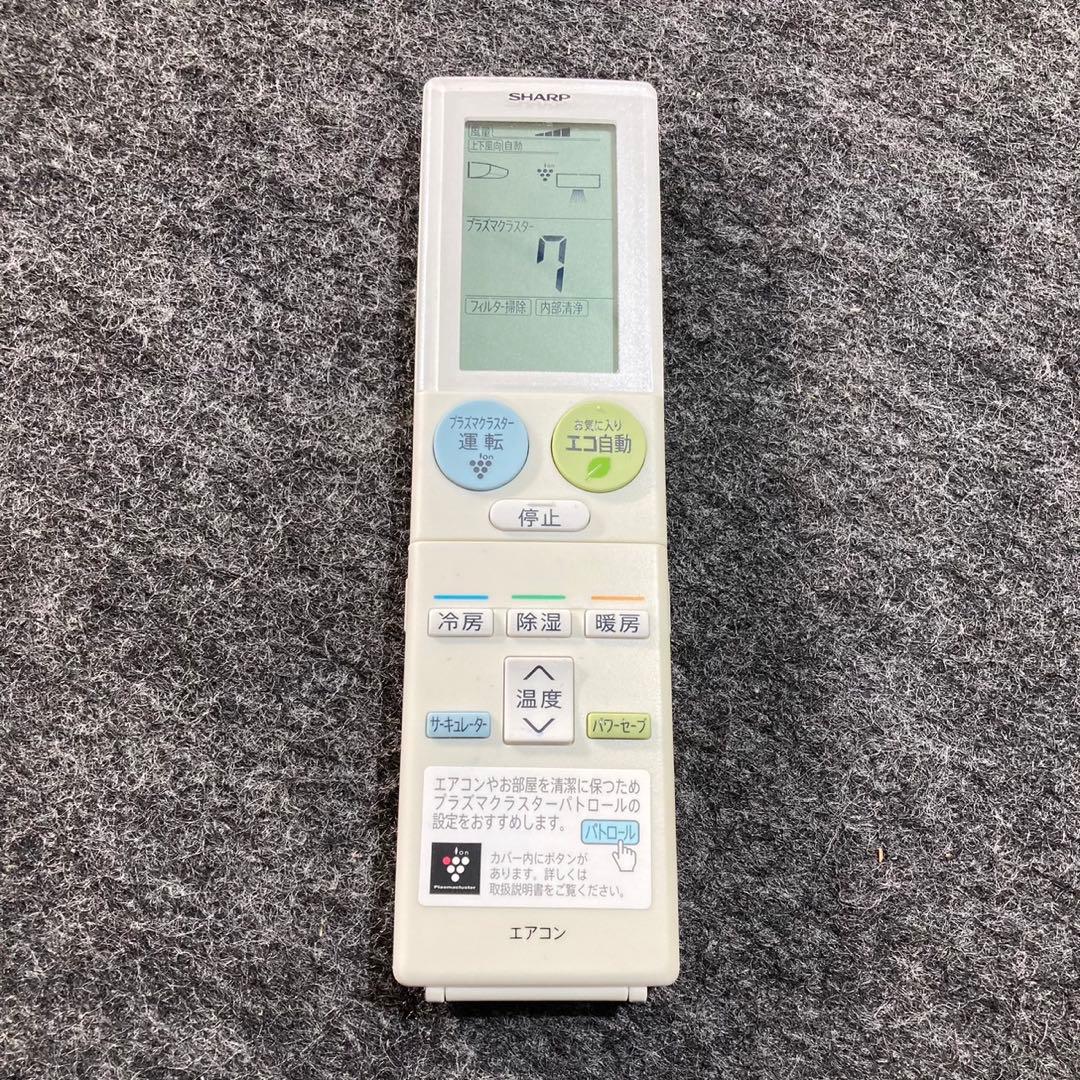 SHARP
風量
上下風向 自動
ion
プラズマクラスター
7
フィルター掃除 内部清浄
プラズマクラスター
運転
ion
お気に入り
エコ自動
停止
冷房 除湿 暖房
温度
サーキュレーター パワーセーブ
エアコンやお部屋を清潔に保つため
プラズマクラスターパトロールの
設定をおすすめします。 パトロール
ion
Plasmacluster
カバー内にボタンが
あります。詳しくは
取扱説明書をご覧ください。
エアコン